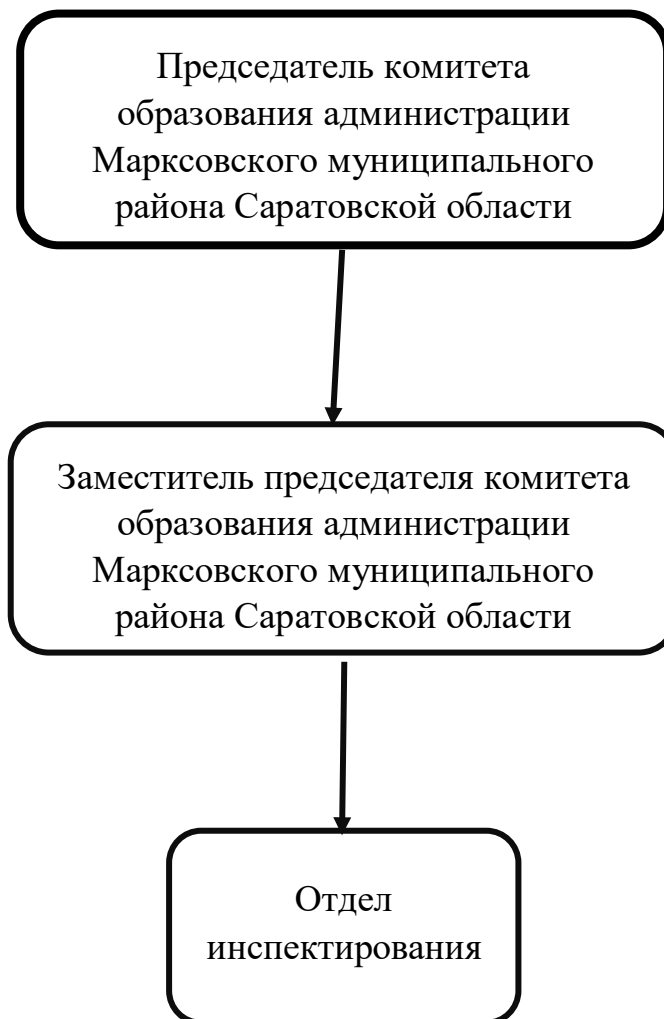 Председатель комитета
образования администрации
Марксовского муниципального
района Саратовской области
Заместитель председателя комитета
образования администрации
Марксовского муниципального
района Саратовской области
Отдел
инспектирования